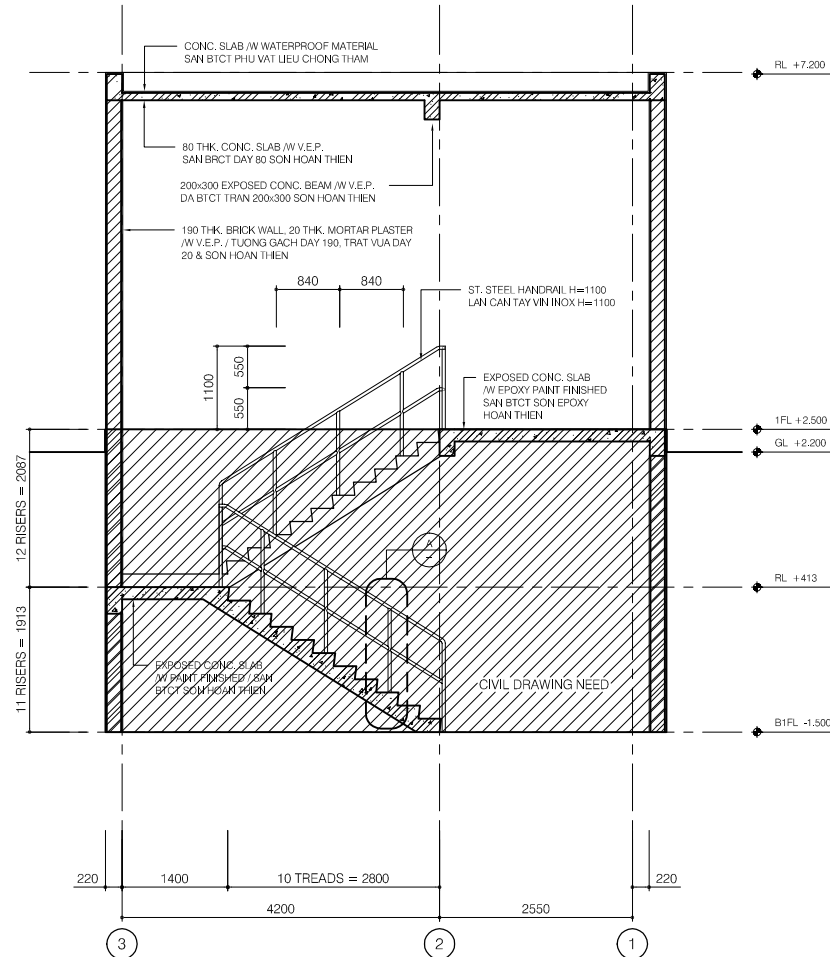 CONC. SLAB /W WATERPROOF MATERIAL
SAN BTCT PHU VAT LIEU CHONG THAM
RL +7.200
80 THK. CONC. SLAB /W V.E.P.
SAN BRCT DAY 80 SON HOAN THIEN
200x300 EXPOSED CONC. BEAM /W V.E.P.
DA BTCT TRAN 200x300 SON HOAN THIEN
190 THK. BRICK WALL, 20 THK. MORTAR PLASTER
/W V.E.P. / TUONG GACH DAY 190, TRAT VUA DAY
20 & SON HOAN THIEN
840 840
ST. STEEL HANDRAIL H=1100
LAN CAN TAY VIN INOX H=1100
1100
550
550
EXPOSED CONC. SLAB
/W EPOXY PAINT FINISHED
SAN BTCT SON EPOXY
HOAN THIEN
1FL +2.500
GL +2.200
12 RISERS = 2087
A
-
RL +413
11 RISERS = 1913
EXPOSED CONC. SLAB
/W PAINT FINISHED / SAN
BTCT SON HOAN THIEN
CIVIL DRAWING NEED
B1FL -1.500
220 1400 10 TREADS = 2800 220
4200 2550
3 2 1